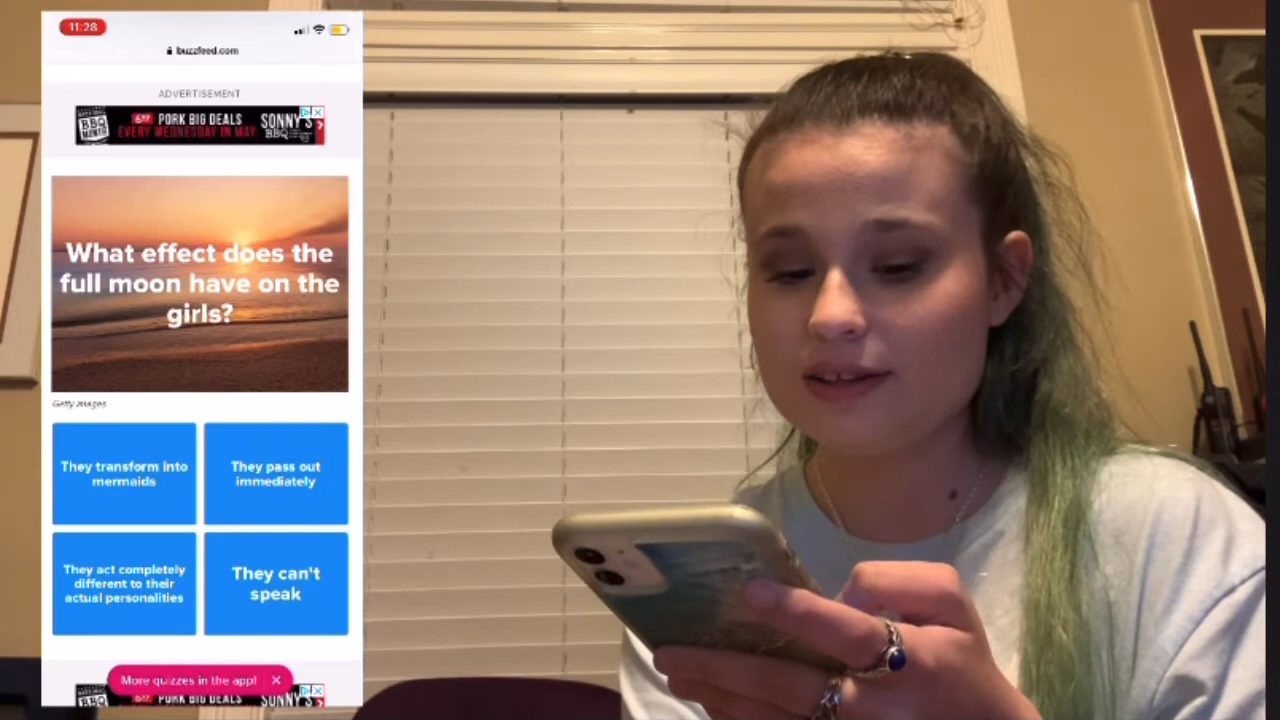 11:28
buzzfeed.com
ADVERTISEMENT
PORK BIG DEALS
EVERY WEDNESDAY IN MAY
SONNY'S
BBQ
What effect does the
full moon have on the
girls?
Getty Images
They transform into
mermaids
They pass out
immediately
They act completely
different to their
actual personalities
They can't
speak
More quizzes in the app! ×
PORK BIG DEALS
SONNY'S